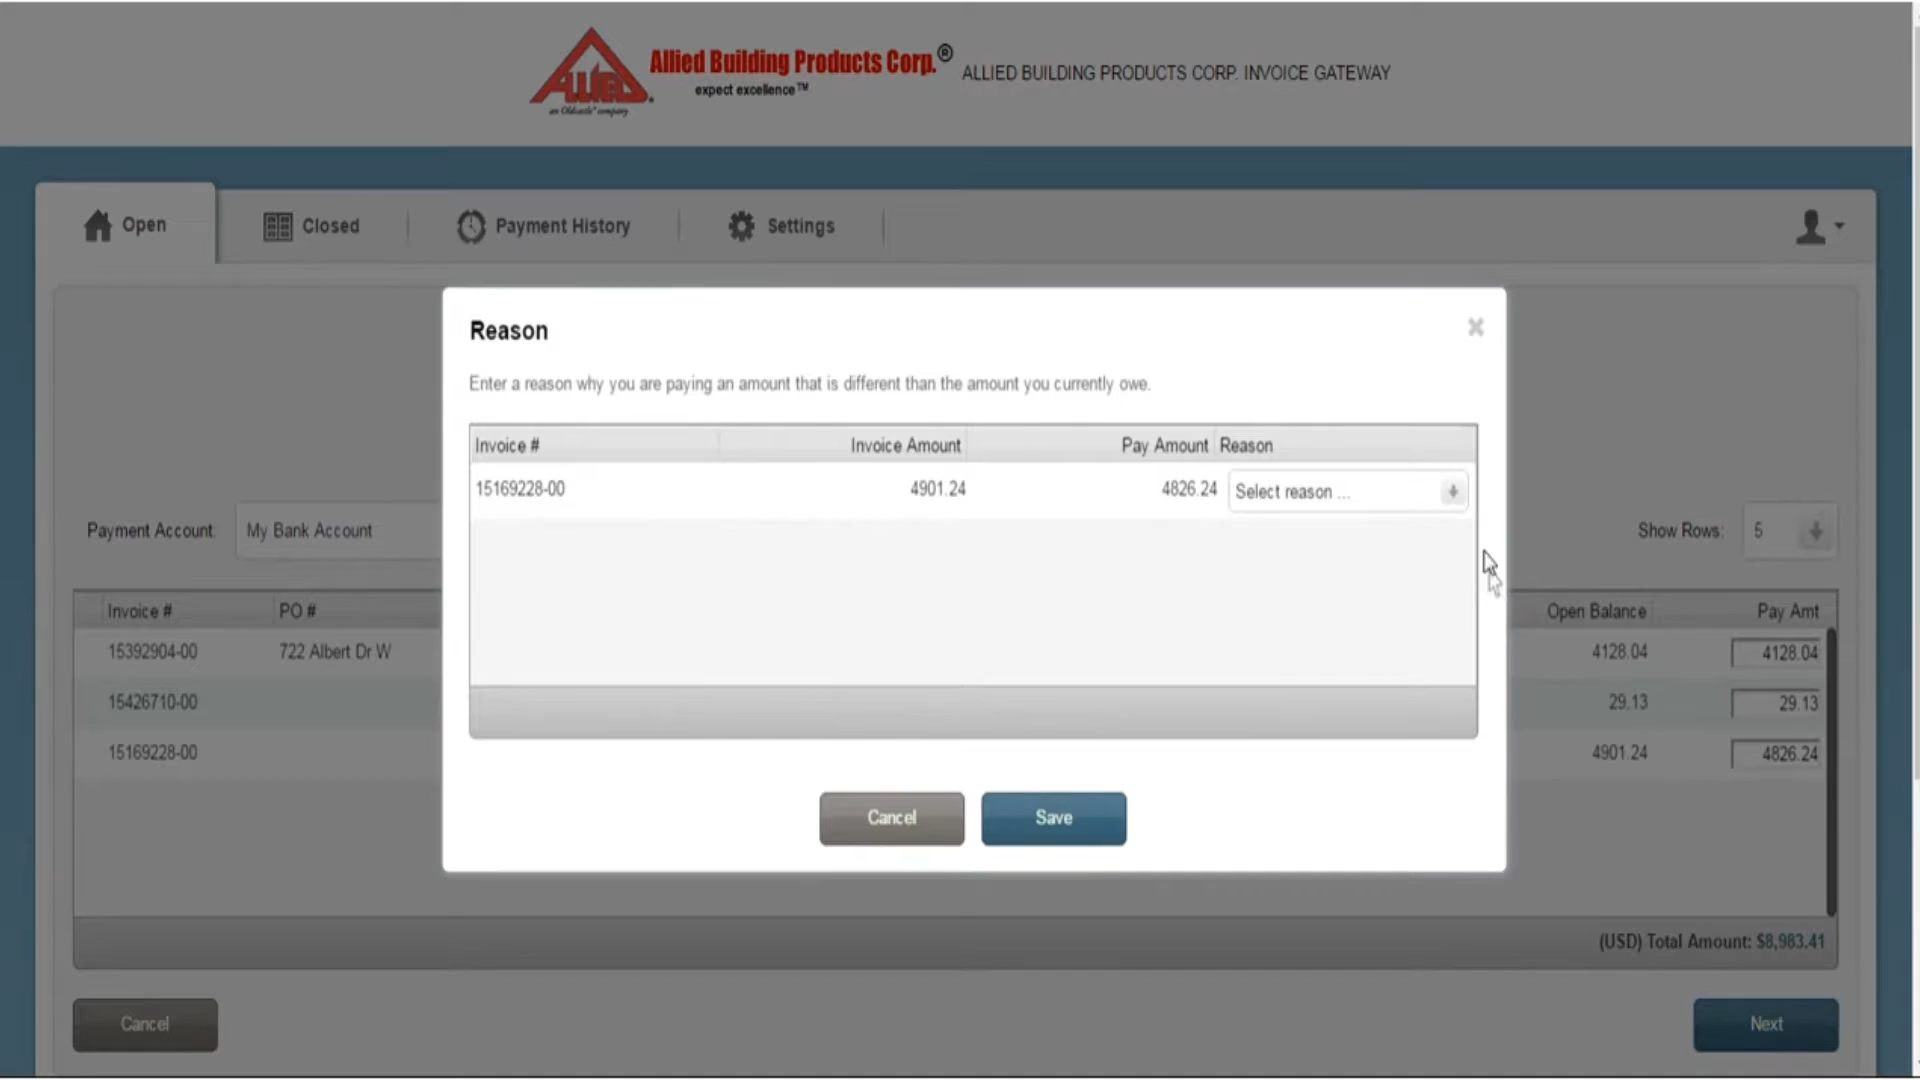 ALLIED
an Oldcastle® company
Allied Building Products Corp.®
expect excellence™
ALLIED BUILDING PRODUCTS CORP. INVOICE GATEWAY
Open
Closed
Payment History
Settings
Reason
Enter a reason why you are paying an amount that is different than the amount you currently owe.
Invoice # Invoice Amount Pay Amount Reason
15169228-00 4901.24 4826.24 Select reason ...
Cancel Save
Payment Account: My Bank Account
Show Rows: 5
Invoice # PO # Open Balance Pay Amt
15392904-00 722 Albert Dr W 4128.04 4128.04
15426710-00 29.13 29.13
15169228-00 4901.24 4826.24
(USD) Total Amount: $8,983.41
Cancel Next